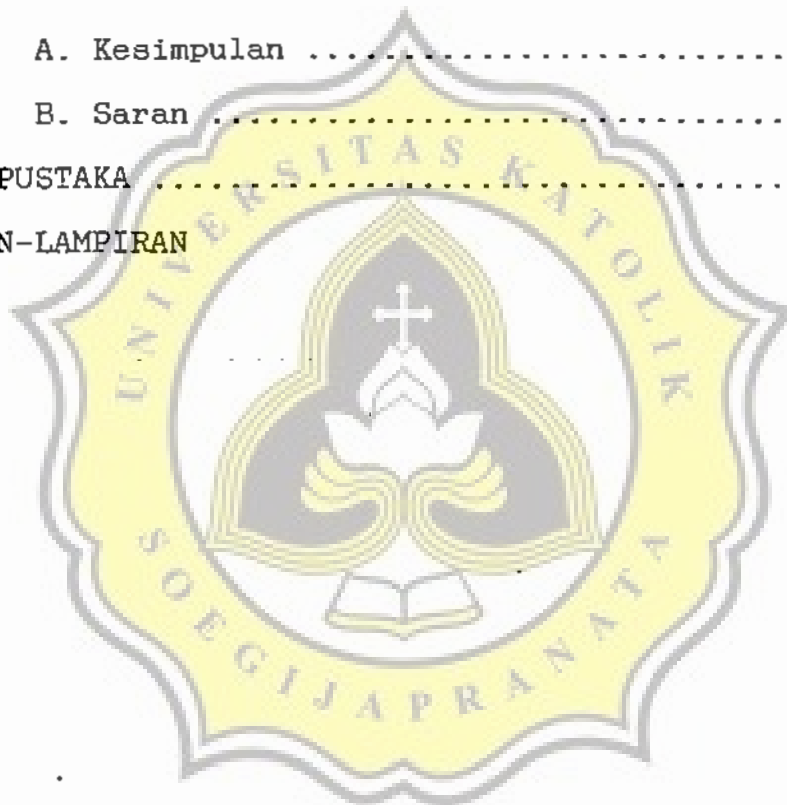 A. Kesimpulan ..............................
B. Saran ....................................
PUSTAKA ....................................
N-LAMPIRAN
UNIVERSITAS KATOLIK
SOEGIJAPRANATA